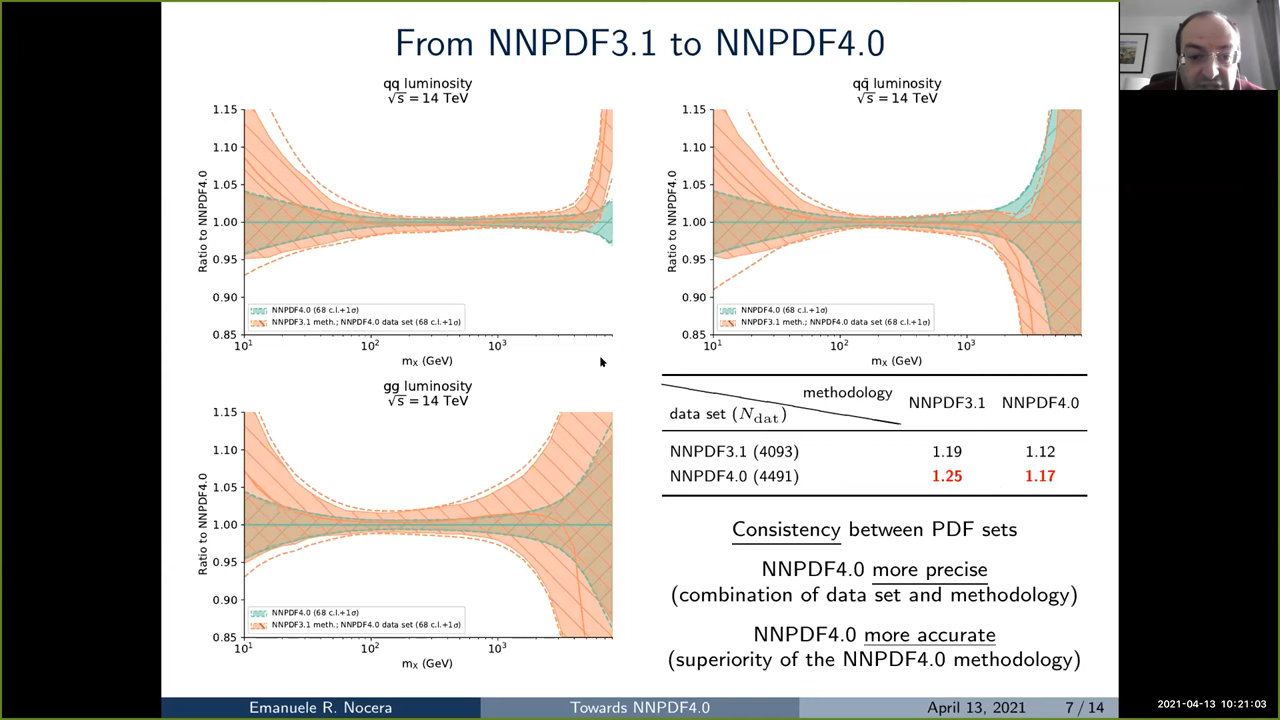 From NNPDF3.1 to NNPDF4.0
qq luminosity
√s = 14 TeV
1.15
1.10
1.05
1.00
0.95
0.90
0.85
Ratio to NNPDF4.0
NNPDF4.0 (68 c.l.+1σ)
NNPDF3.1 meth.; NNPDF4.0 data set (68 c.l.+1σ)
10¹ 10² 10³
mX (GeV)
qq̄ luminosity
√s = 14 TeV
1.15
1.10
1.05
1.00
0.95
0.90
0.85
Ratio to NNPDF4.0
NNPDF4.0 (68 c.l.+1σ)
NNPDF3.1 meth.; NNPDF4.0 data set (68 c.l.+1σ)
10¹ 10² 10³
mX (GeV)
gg luminosity
√s = 14 TeV
1.15
1.10
1.05
1.00
0.95
0.90
0.85
Ratio to NNPDF4.0
NNPDF4.0 (68 c.l.+1σ)
NNPDF3.1 meth.; NNPDF4.0 data set (68 c.l.+1σ)
10¹ 10² 10³
mX (GeV)
methodology
data set (Ndat)
NNPDF3.1 NNPDF4.0
NNPDF3.1 (4093) 1.19 1.12
NNPDF4.0 (4491) 1.25 1.17
Consistency between PDF sets
NNPDF4.0 more precise
(combination of data set and methodology)
NNPDF4.0 more accurate
(superiority of the NNPDF4.0 methodology)
Emanuele R. Nocera Towards NNPDF4.0 April 13, 2021 7 / 14
2021-04-13 10:21:03